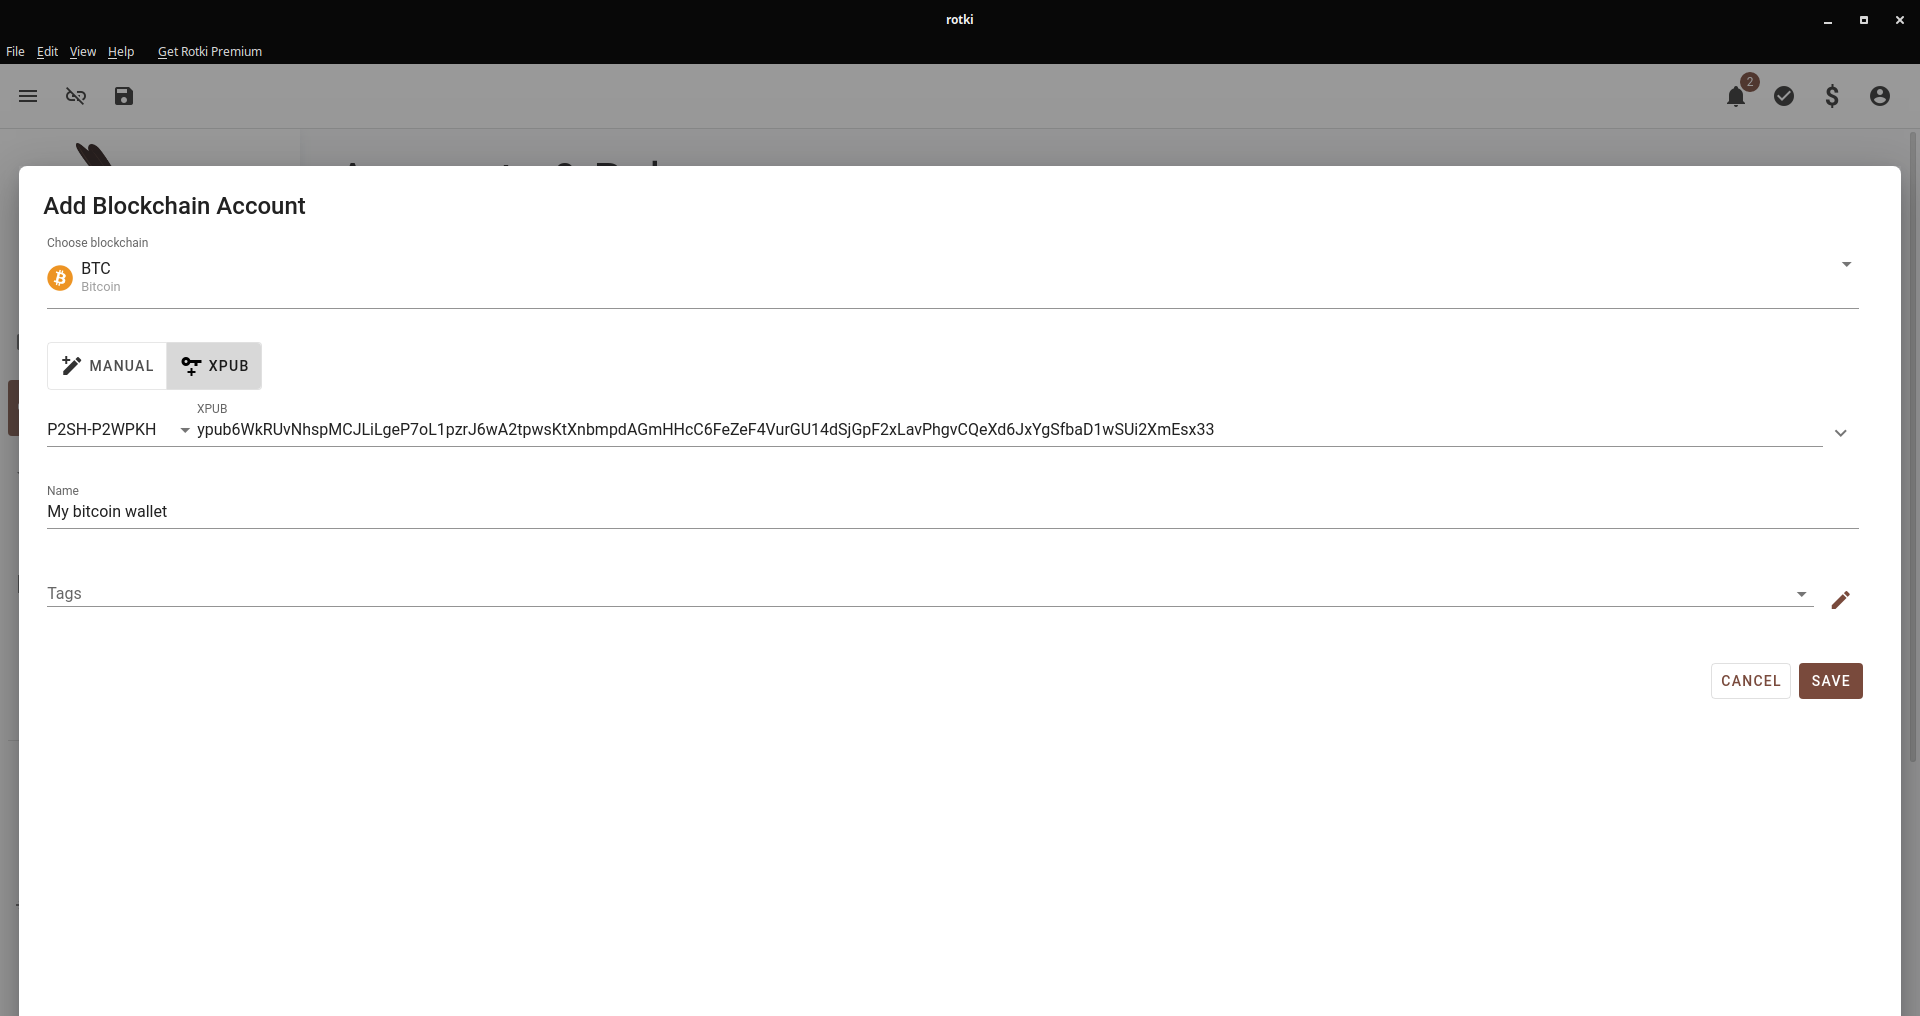 rotki
File Edit View Help Get Rotki Premium
2
Add Blockchain Account
Choose blockchain
BTC
Bitcoin
MANUAL XPUB
XPUB
P2SH-P2WPKH ypub6WkRUvNhspMCJLiLgeP7oL1pzrJ6wA2tpwsKtXnbmpdAGmHHcC6FeZeF4VurGU14dSjGpF2xLavPhgvCQeXd6JxYgSfbaD1wSUi2XmEsx33
Name
My bitcoin wallet
Tags
CANCEL SAVE